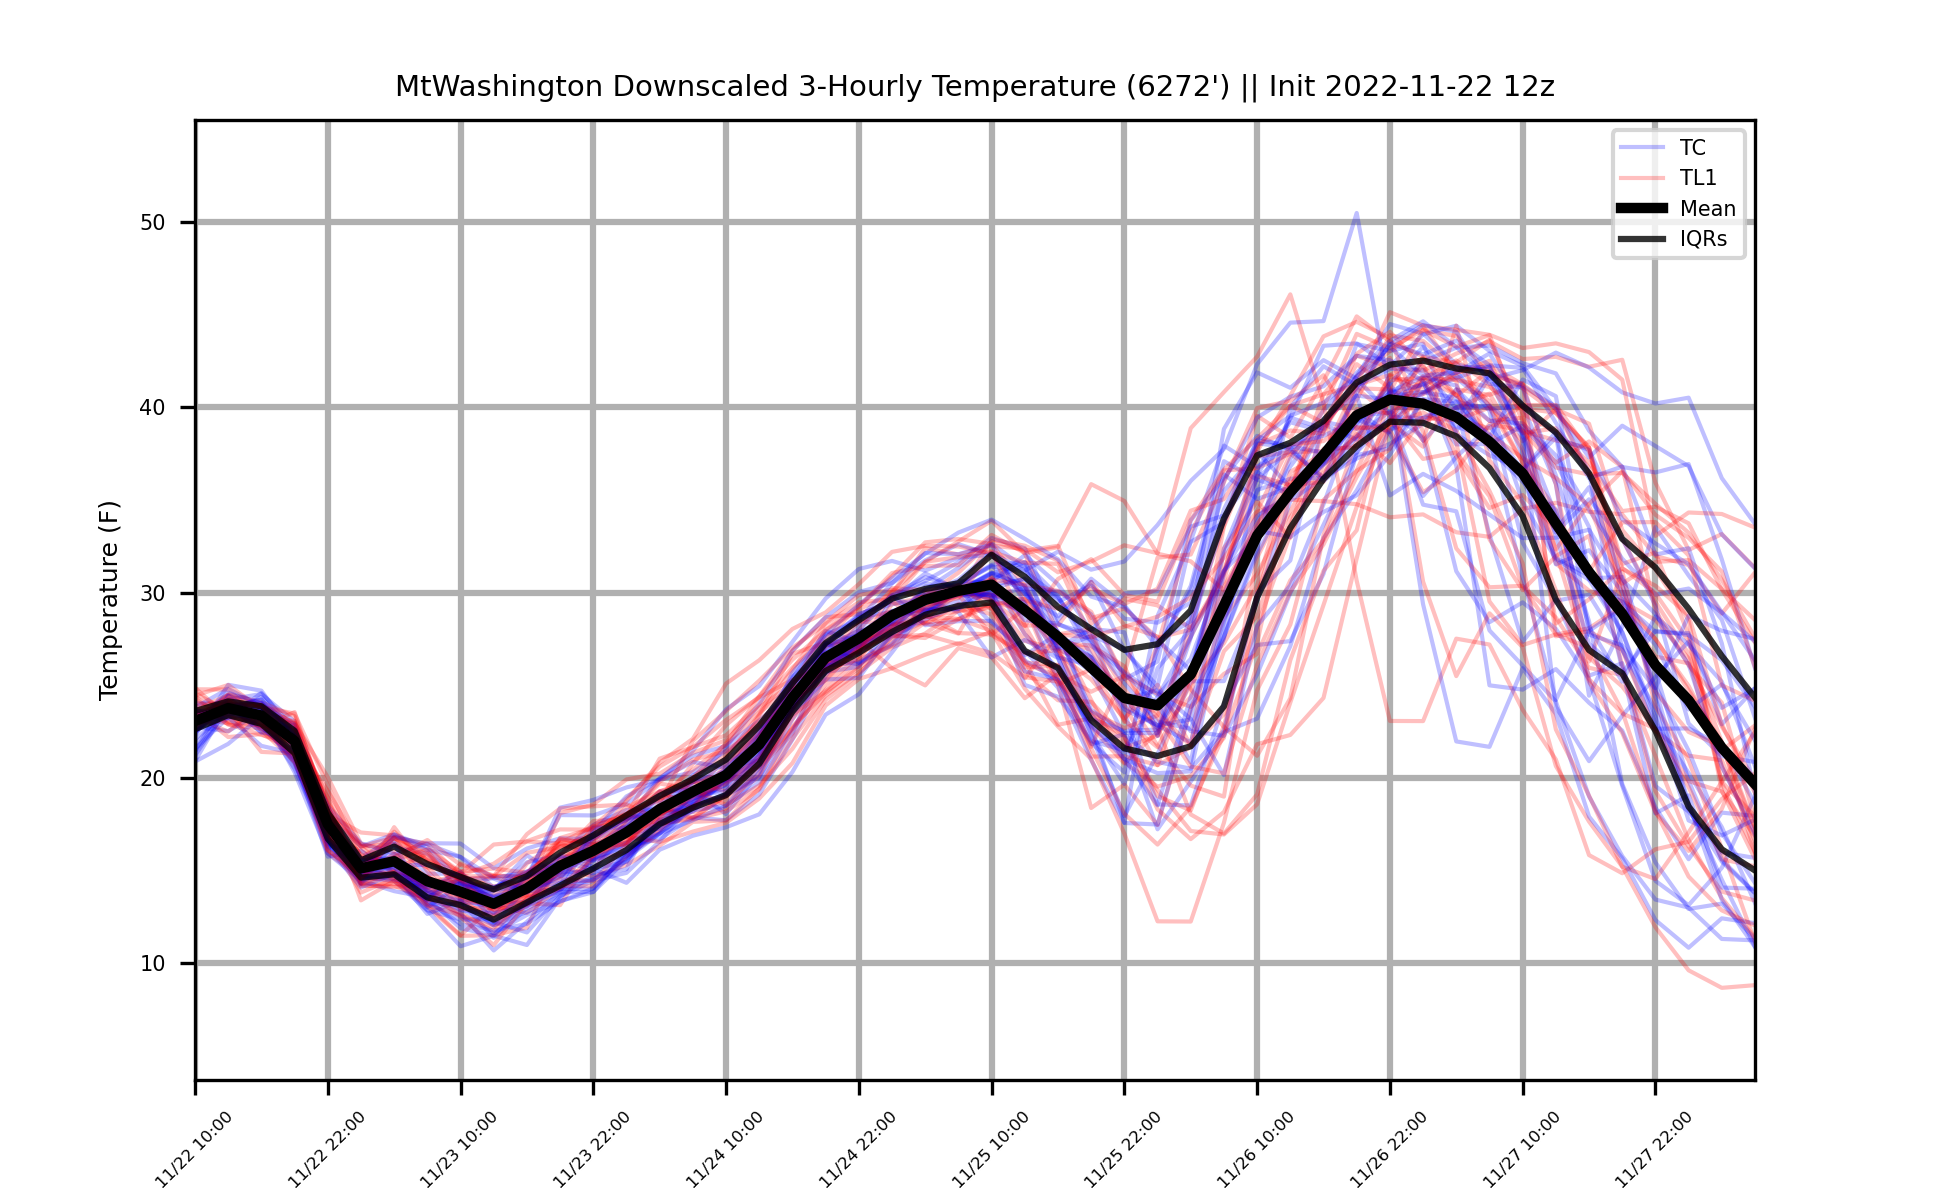 MtWashington Downscaled 3-Hourly Temperature (6272') || Init 2022-11-22 12z
TC
TL1
Mean
IQRs
Temperature (F)
50
40
30
20
10
11/22 10:00
11/22 22:00
11/23 10:00
11/23 22:00
11/24 10:00
11/24 22:00
11/25 10:00
11/25 22:00
11/26 10:00
11/26 22:00
11/27 10:00
11/27 22:00